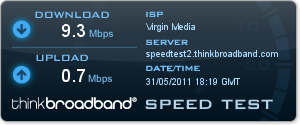 DOWNLOAD
9.3 Mbps
UPLOAD
0.7 Mbps
ISP
Virgin Media
SERVER
speedtest2.thinkbroadband.com
DATE/TIME
31/05/2011 18:19 GMT
thinkbroadband® SPEED TEST